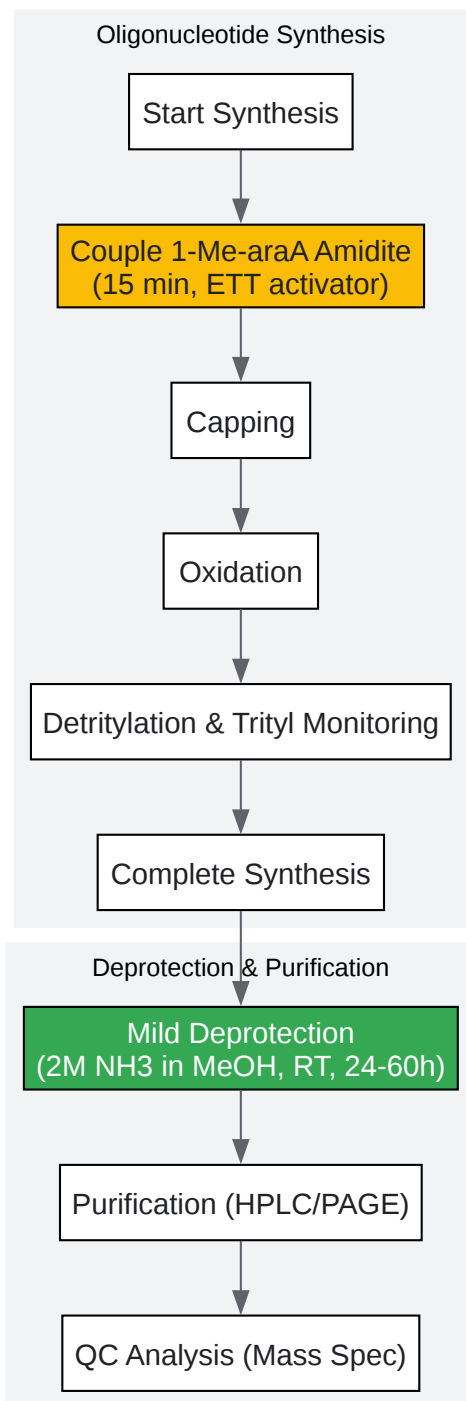 Oligonucleotide Synthesis
Start Synthesis
Couple 1-Me-araA Amidite
(15 min, ETT activator)
Capping
Oxidation
Detritylation & Trityl Monitoring
Complete Synthesis
Deprotection & Purification
Mild Deprotection
(2M NH3 in MeOH, RT, 24-60h)
Purification (HPLC/PAGE)
QC Analysis (Mass Spec)